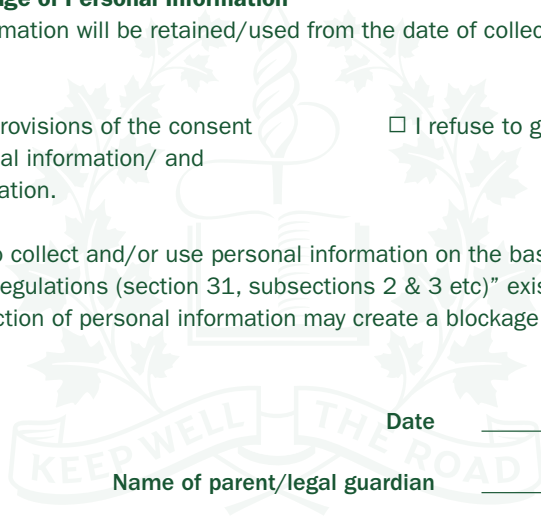 ge of Personal Information
rmation will be retained/used from the date of collec
rovisions of the consent
al information/ and
ation.
☐ I refuse to g
o collect and/or use personal information on the bas
egulations (section 31, subsections 2 & 3 etc)” exis
ction of personal information may create a blockage
Date
Name of parent/legal guardian
KEEP WELL THE ROAD